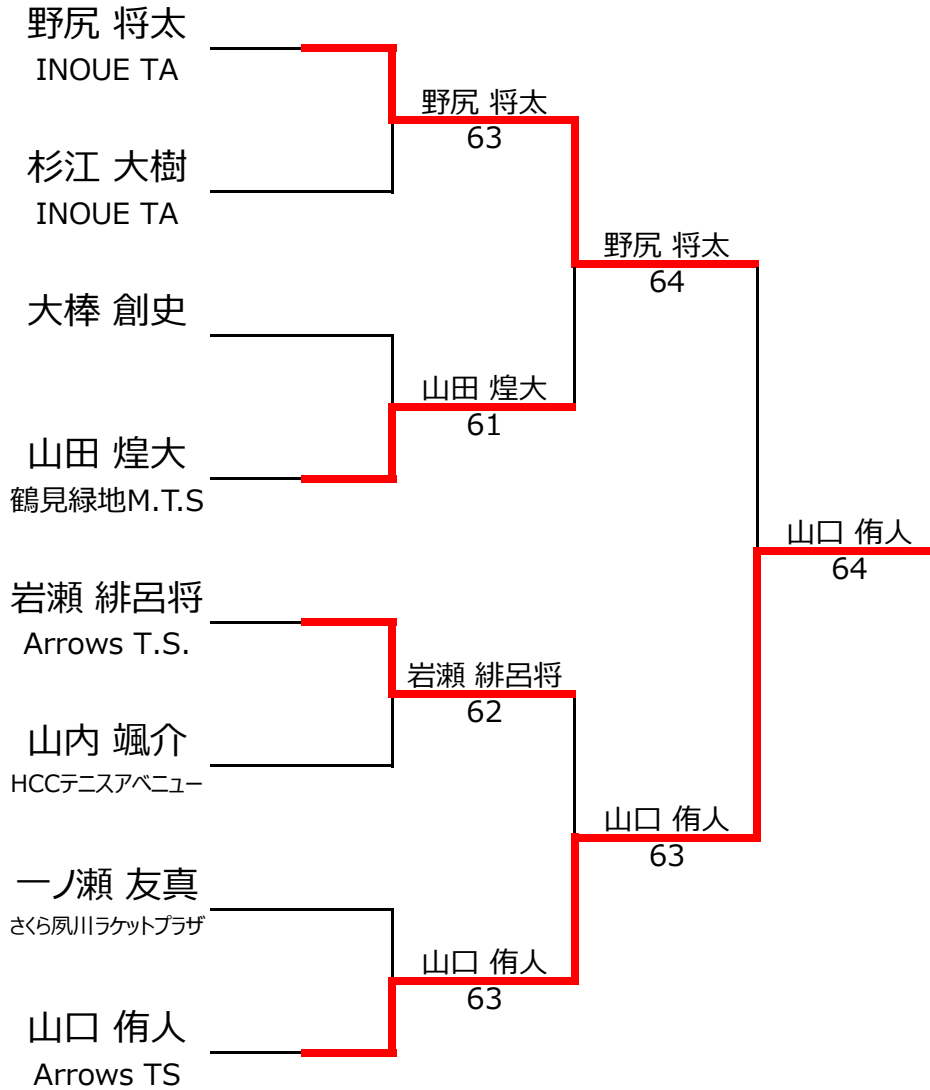 野尻 将太
INOUE TA
杉江 大樹
INOUE TA
大棒 創史
山田 煌大
鶴見緑地M.T.S
岩瀬 緋呂将
Arrows T.S.
山内 颯介
HCCテニスアベニュー
一ノ瀬 友真
さくら夙川ラケットプラザ
山口 侑人
Arrows TS
野尻 将太
63
山田 煌大
61
岩瀬 緋呂将
62
山口 侑人
63
野尻 将太
64
山口 侑人
63
山口 侑人
64